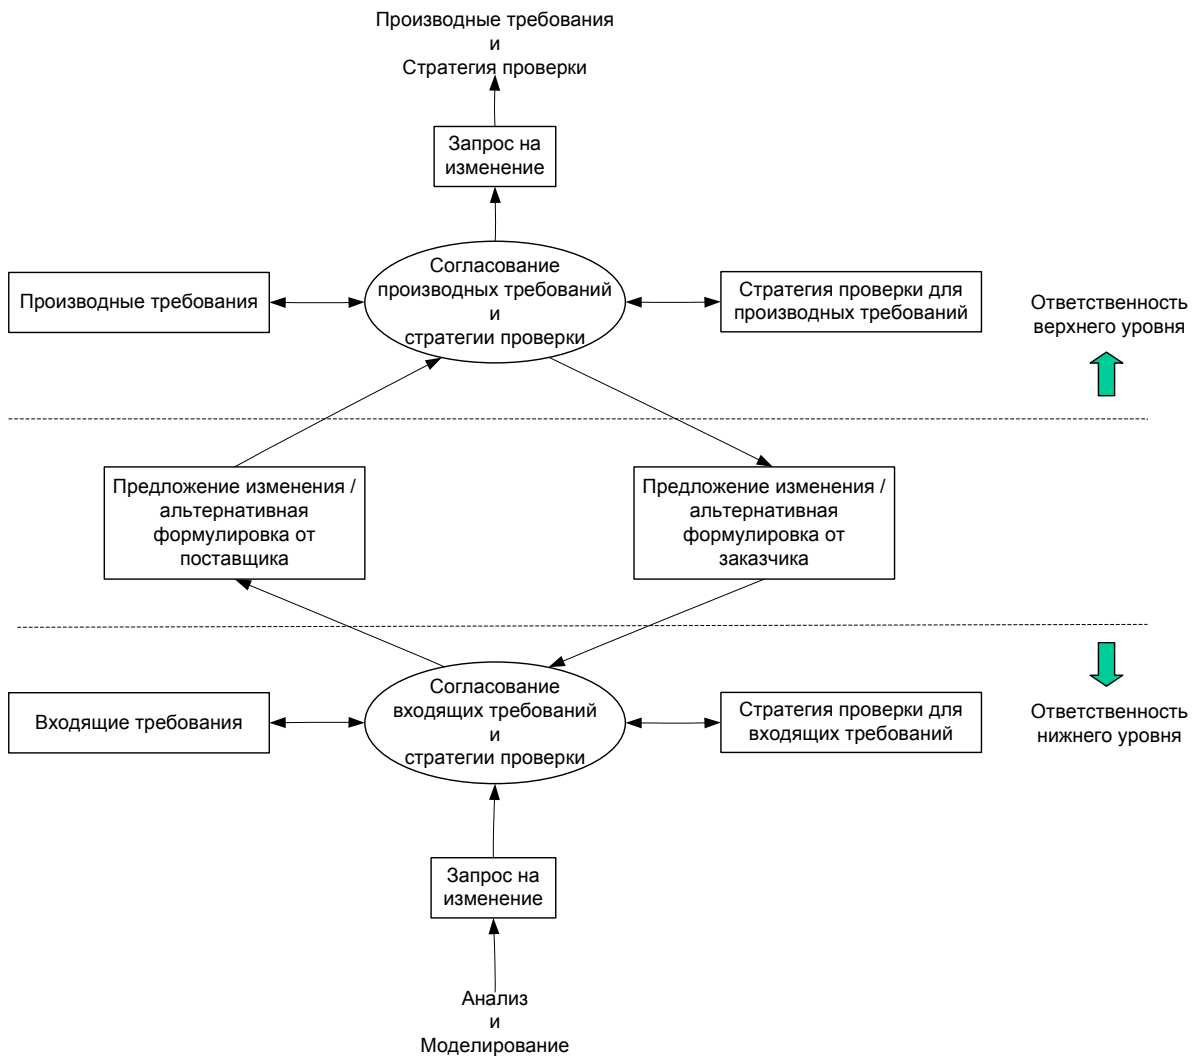 Производные требования
и
Стратегия проверки
Запрос на
изменение
Согласование
производных требований
и
стратегии проверки
Производные требования
Стратегия проверки для
производных требований
Ответственность
верхнего уровня
Предложение изменения /
альтернативная
формулировка от
поставщика
Предложение изменения /
альтернативная
формулировка от
заказчика
Согласование
входящих требований
и
стратегии проверки
Входящие требования
Стратегия проверки для
входящих требований
Ответственность
нижнего уровня
Запрос на
изменение
Анализ
и
Моделирование